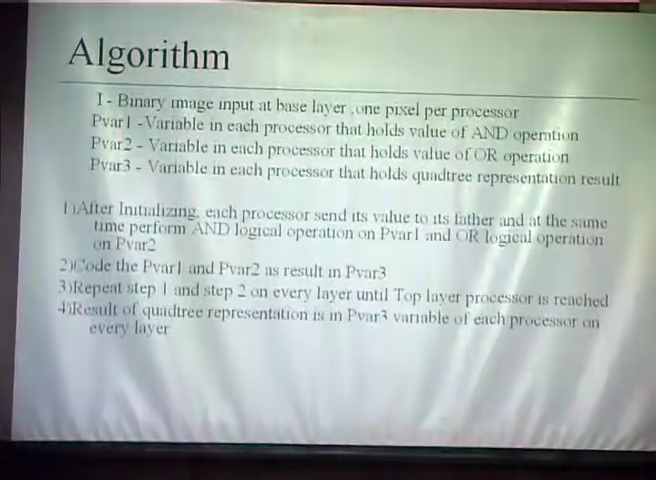 Algorithm
I - Binary image input at base layer ,one pixel per processor
Pvar1 -Variable in each processor that holds value of AND operation
Pvar2 - Variable in each processor that holds value of OR operation
Pvar3 - Variable in each processor that holds quadtree representation result
1)After Initializing, each processor send its value to its father and at the same
time perform AND logical operation on Pvar1 and OR logical operation
on Pvar2
2)Code the Pvar1 and Pvar2 as result in Pvar3
3)Repeat step 1 and step 2 on every layer until Top layer processor is reached
4)Result of quadtree representation is in Pvar3 variable of each processor on
every layer